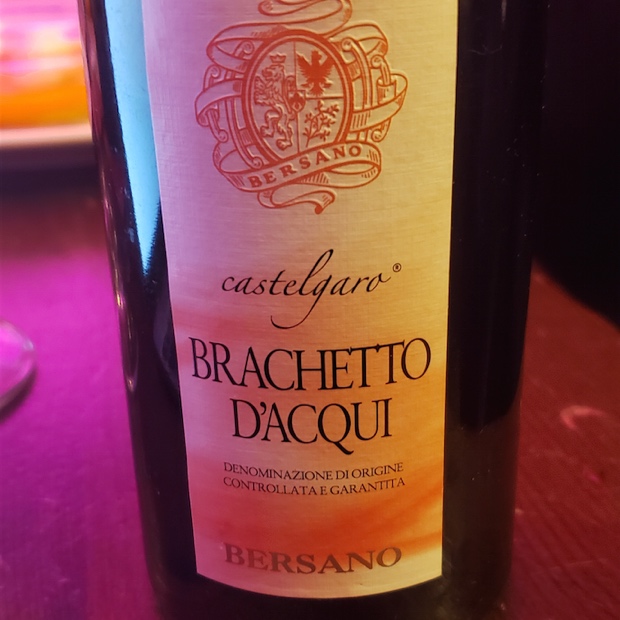 BERSANO
castelgaro®
BRACHETTO
D'ACQUI
DENOMINAZIONE DI ORIGINE
CONTROLLATA E GARANTITA
BERSANO